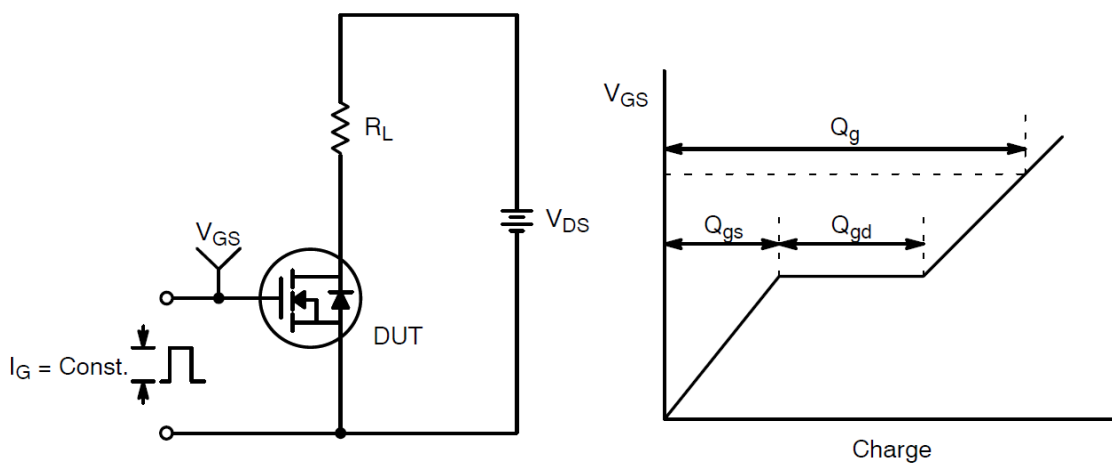 R_L
V_GS
V_DS
DUT
I_G = Const.
V_GS
Q_g
Q_gs
Q_gd
Charge